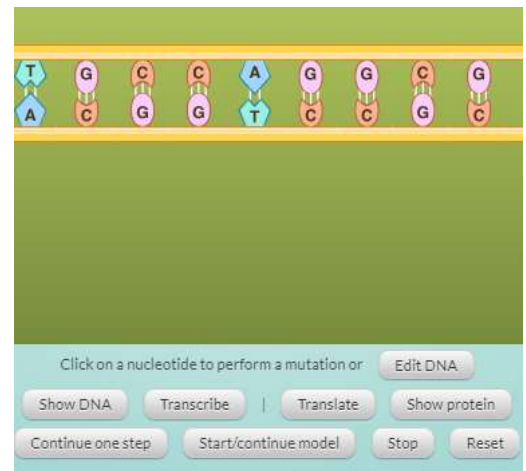 T G C C A G G C G
A C G G T C C G C
Click on a nucleotide to perform a mutation or Edit DNA
Show DNA Transcribe | Translate Show protein
Continue one step Start/continue model Stop Reset